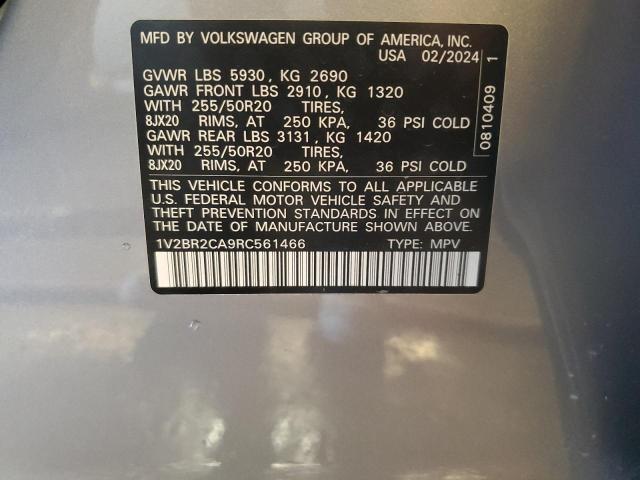 MFD BY VOLKSWAGEN GROUP OF AMERICA, INC.
USA 02/2024
GVWR LBS 5930, KG 2690
GAWR FRONT LBS 2910, KG 1320
WITH 255/50R20 TIRES,
8JX20 RIMS, AT 250 KPA, 36 PSI COLD
GAWR REAR LBS 3131, KG 1420
WITH 255/50R20 TIRES,
8JX20 RIMS, AT 250 KPA, 36 PSI COLD
THIS VEHICLE CONFORMS TO ALL APPLICABLE
U.S. FEDERAL MOTOR VEHICLE SAFETY AND
THEFT PREVENTION STANDARDS IN EFFECT ON
THE DATE OF MANUFACTURE SHOWN ABOVE.
1V2BR2CA9RC561466 TYPE: MPV
0810409 1